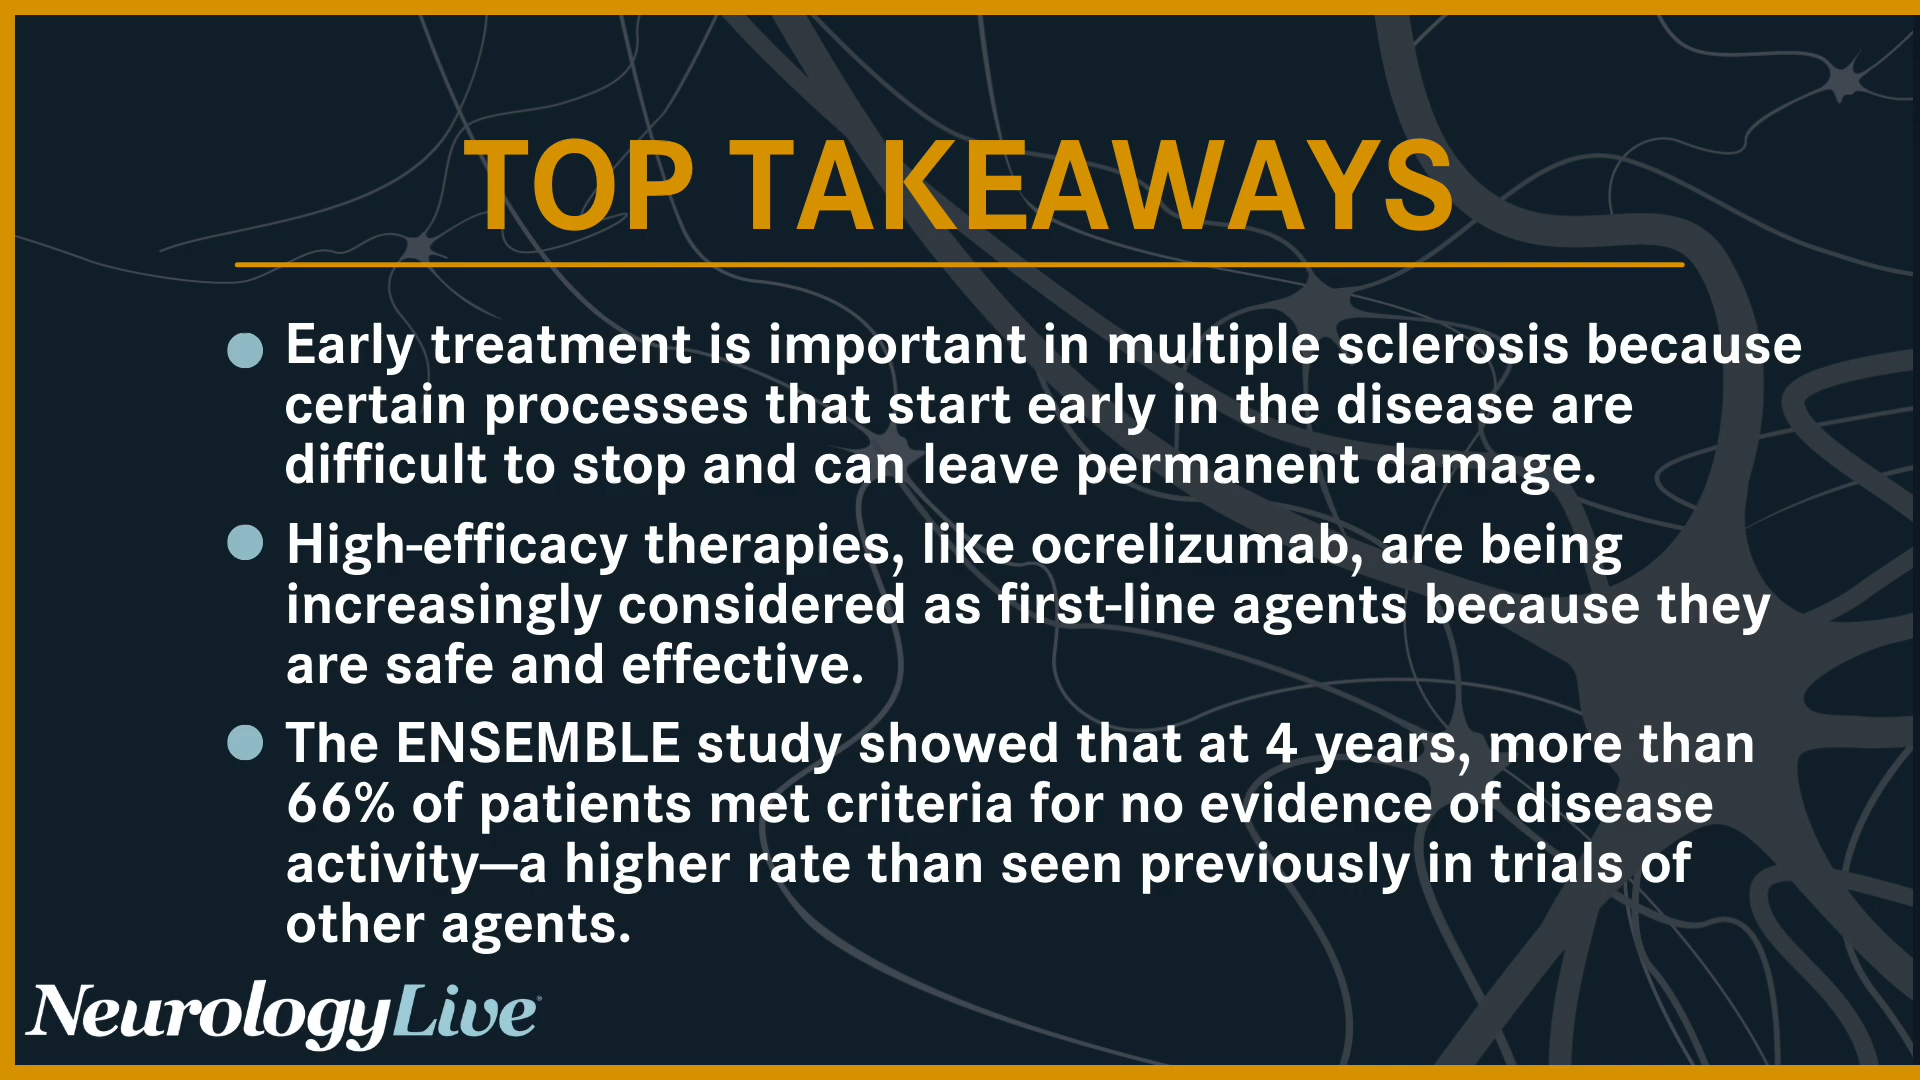 TOP TAKEAWAYS
Early treatment is important in multiple sclerosis because
certain processes that start early in the disease are
difficult to stop and can leave permanent damage.
High-efficacy therapies, like ocrelizumab, are being
increasingly considered as first-line agents because they
are safe and effective.
The ENSEMBLE study showed that at 4 years, more than
66% of patients met criteria for no evidence of disease
activity—a higher rate than seen previously in trials of
other agents.
NeurologyLive